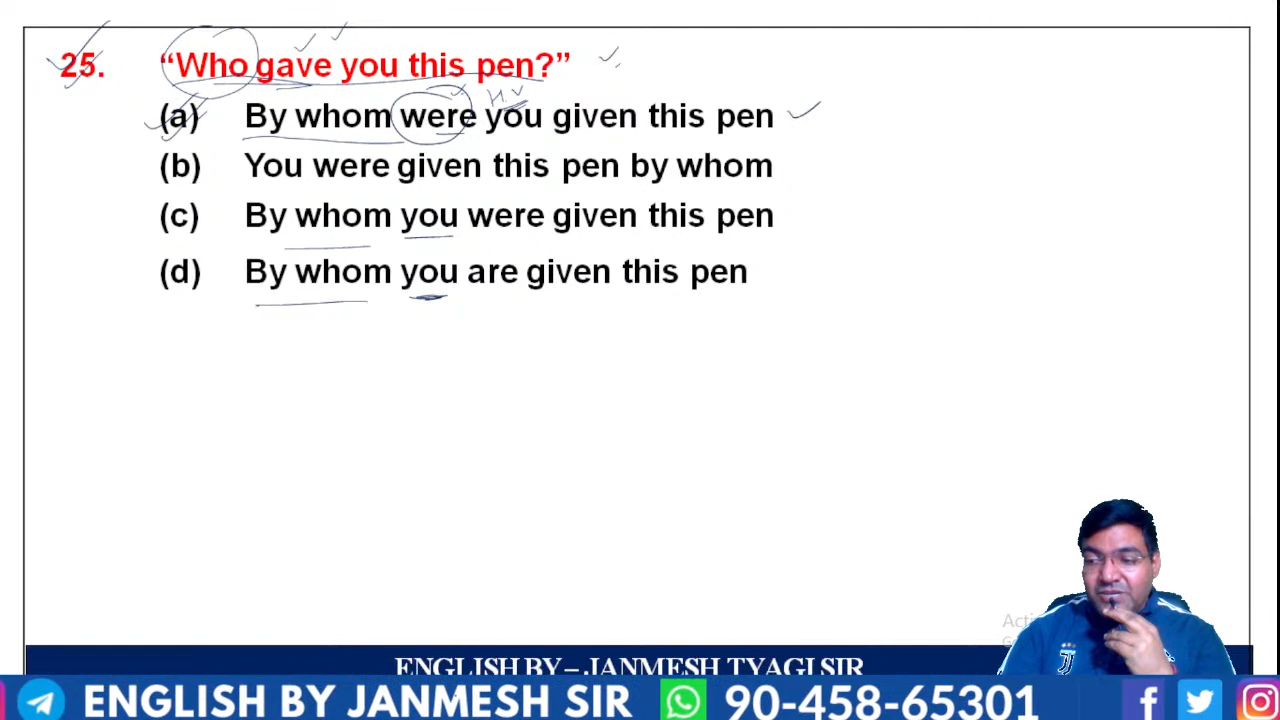 25. “Who gave you this pen?”
H.V
(a) By whom were you given this pen
(b) You were given this pen by whom
(c) By whom you were given this pen
(d) By whom you are given this pen
ENGLISH BY– JANMESH TYAGI SIR
ENGLISH BY JANMESH SIR 90-458-65301